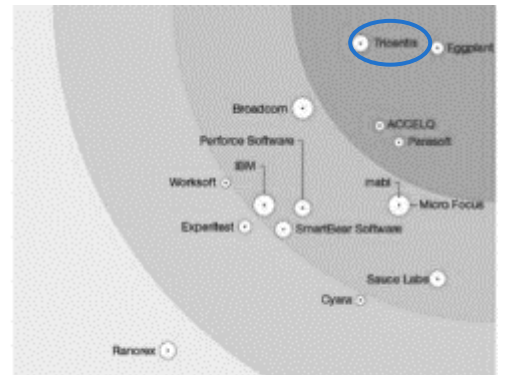 Tricentis
Eggplant
Broadcom
ACCELQ
Parasoft
Perforce Software
IBM
Worksoft
mabl
Micro Focus
Experitest
SmartBear Software
Sauce Labs
Cyara
Ranorex